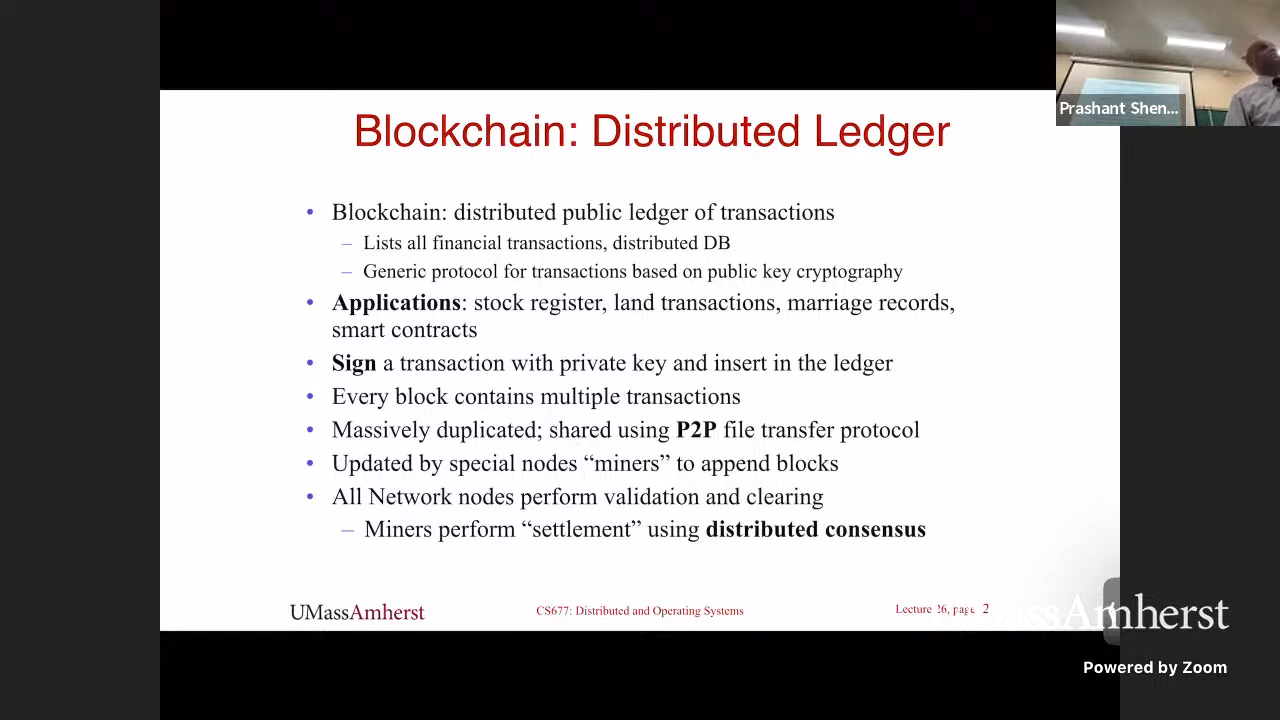 Prashant Shen...
Blockchain: Distributed Ledger
• Blockchain: distributed public ledger of transactions
– Lists all financial transactions, distributed DB
– Generic protocol for transactions based on public key cryptography
• Applications: stock register, land transactions, marriage records,
smart contracts
• Sign a transaction with private key and insert in the ledger
• Every block contains multiple transactions
• Massively duplicated; shared using P2P file transfer protocol
• Updated by special nodes “miners” to append blocks
• All Network nodes perform validation and clearing
– Miners perform “settlement” using distributed consensus
UMassAmherst
CS677: Distributed and Operating Systems
Lecture 26, page 2
UMassAmherst
Powered by Zoom